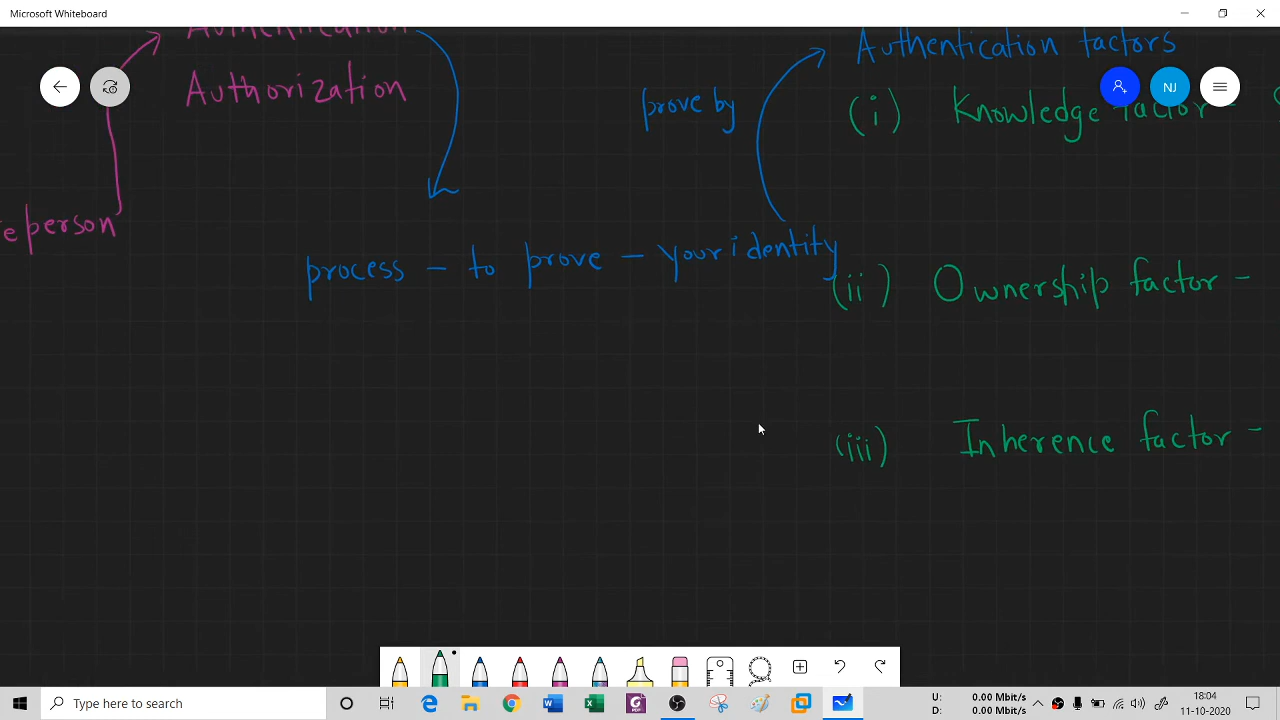 Microsoft Whiteboard
Authentication
Authorization
Authentication factors
prove by
(i) Knowledge factor -
NJ
e person
process - to prove - your identity
(ii) Ownership factor -
(iii) Inherence factor -
Type here to search
U: 0.00 Mbit/s
D: 0.00 Mbit/s
18:04
11-10-2020